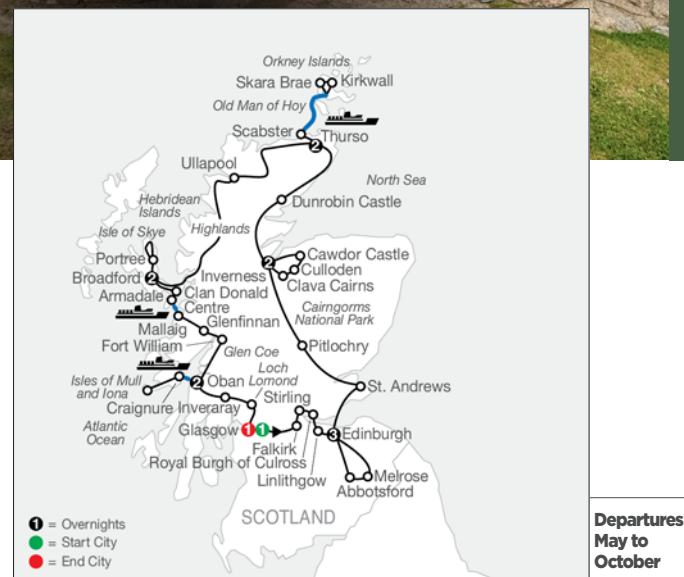 Orkney Islands
Skara Brae
Kirkwall
Old Man of Hoy
Scabster
2
Thurso
Ullapool
North Sea
Dunrobin Castle
Hebridean
Islands
Highlands
Isle of Skye
Portree
Broadford 2
Inverness
2
Cawdor Castle
Culloden
Clava Cairns
Armadale
Clan Donald
Centre
Cairngorms
National Park
Mallaig
Glenfinnan
Fort William
Pitlochry
Glen Coe
Loch
Lomond
Isles of Mull
and Iona
2 Oban
St. Andrews
Craignure
Inveraray
Stirling
Atlantic
Ocean
Glasgow 1 1
3 Edinburgh
Falkirk
Royal Burgh of Culross
Linlithgow
Melrose
Abbotsford
SCOTLAND
1 = Overnights
= Start City
= End City
Departures
May to
October